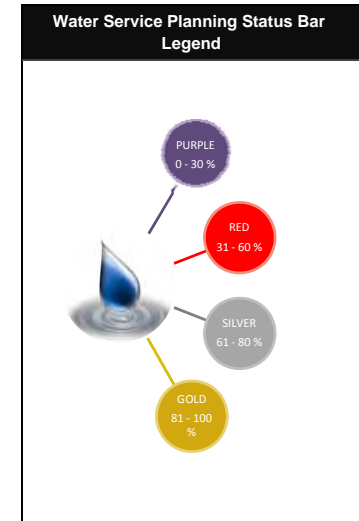 Water Service Planning Status Bar
Legend
PURPLE
0 - 30 %
RED
31 - 60 %
SILVER
61 - 80 %
GOLD
81 - 100
%